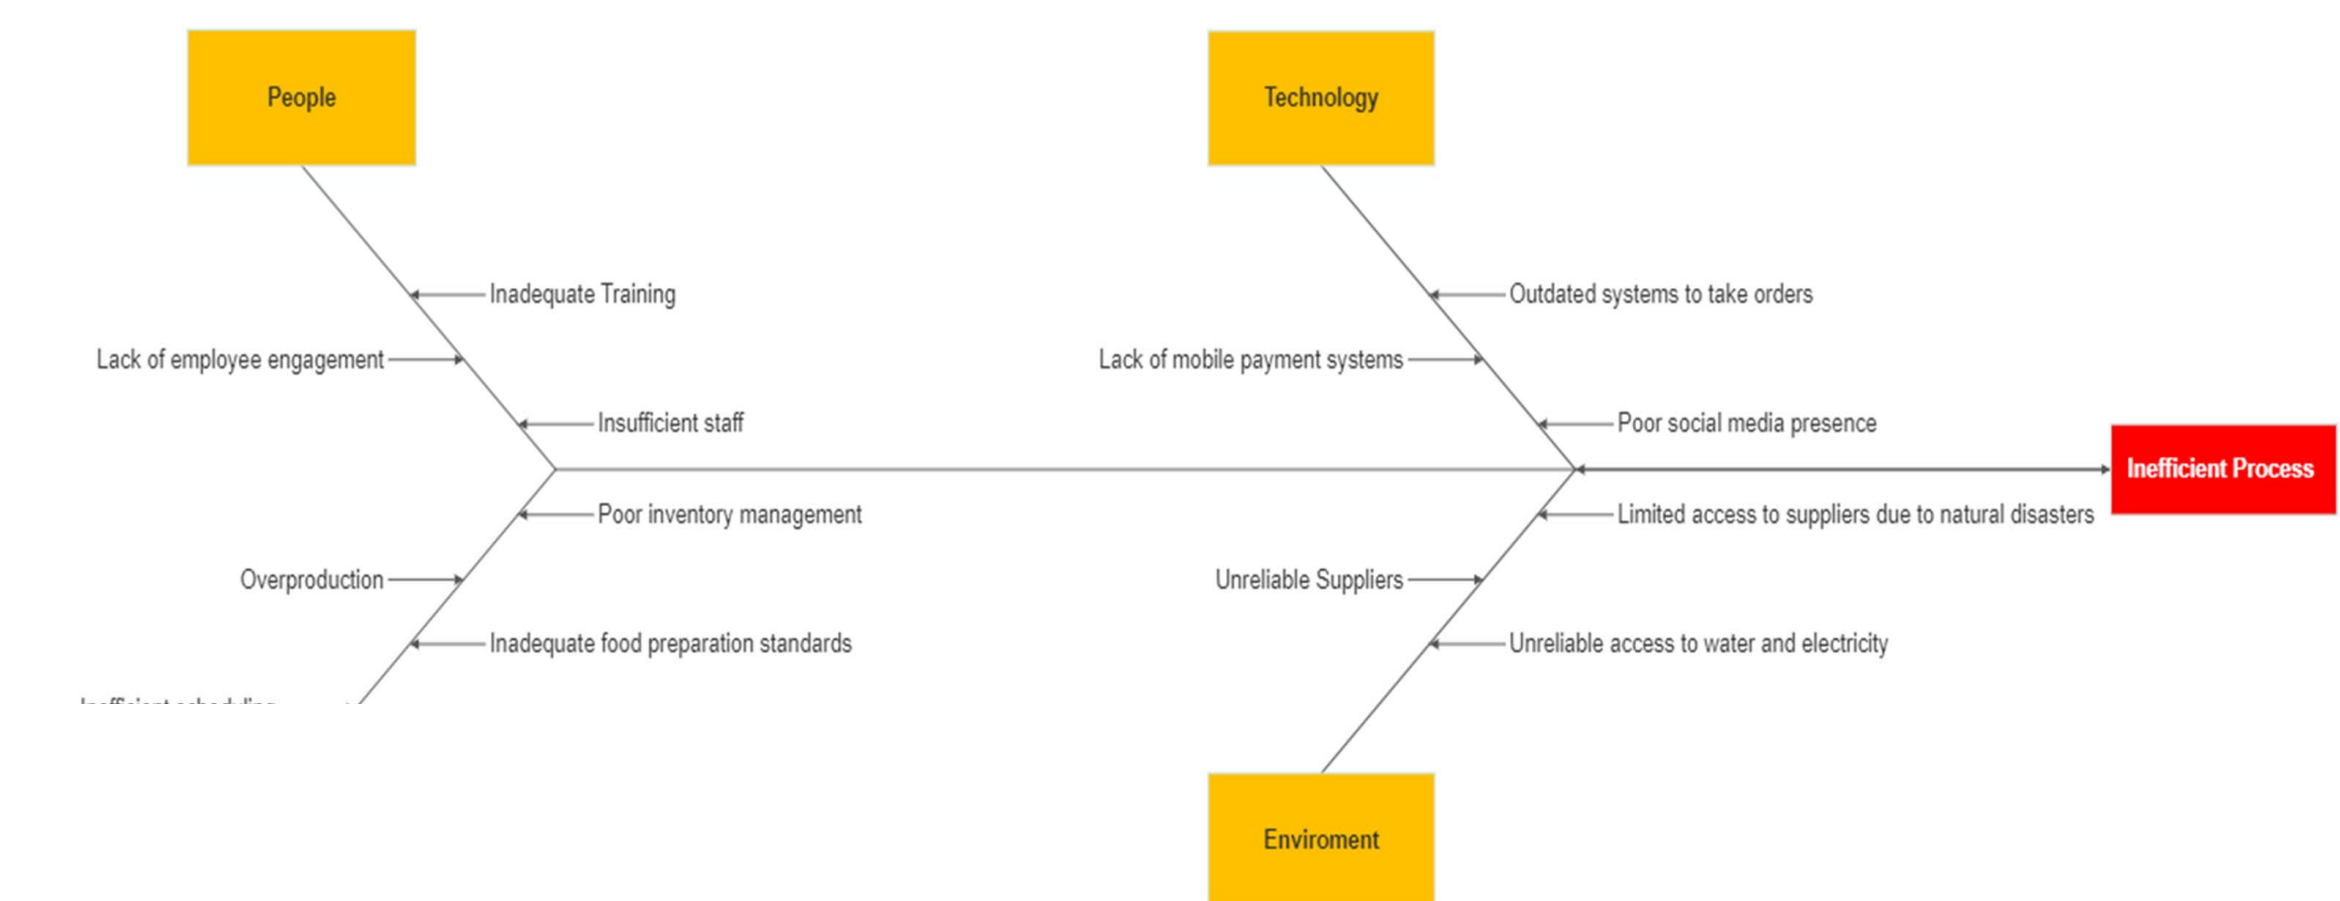 People
Technology
Inadequate Training
Outdated systems to take orders
Lack of employee engagement
Lack of mobile payment systems
Insufficient staff
Poor social media presence
Inefficient Process
Poor inventory management
Limited access to suppliers due to natural disasters
Overproduction
Unreliable Suppliers
Inadequate food preparation standards
Unreliable access to water and electricity
Inefficient scheduling
Enviroment